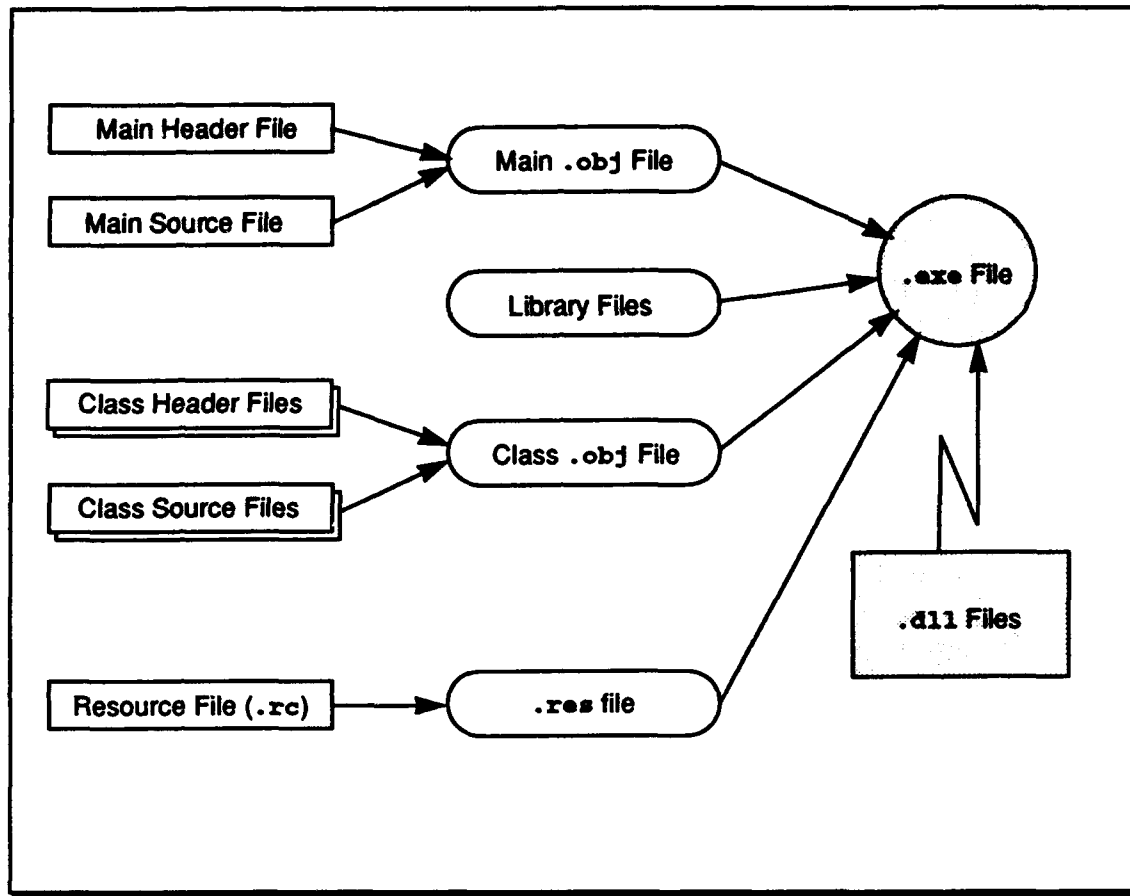 Main Header File
Main .obj File
Main Source File
.exe File
Library Files
Class Header Files
Class .obj File
Class Source Files
.dll Files
Resource File (.rc)
.res file